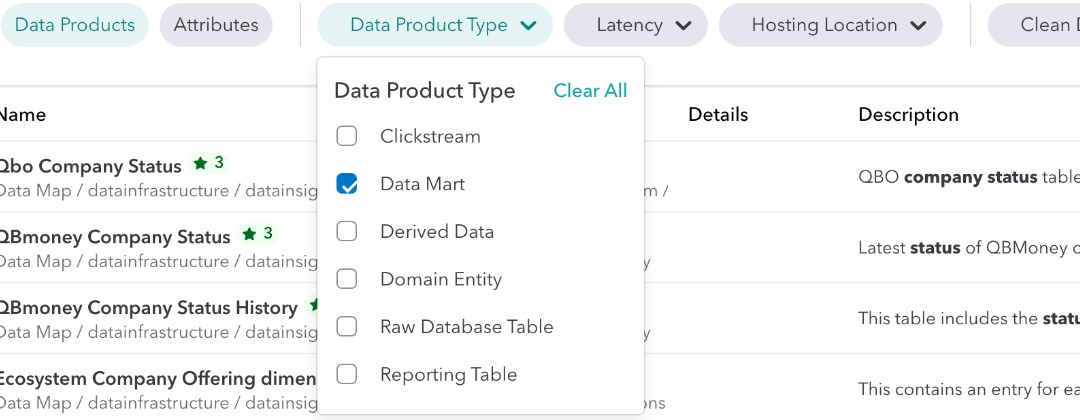 Data Products Attributes Data Product Type Latency Hosting Location Clean
Data Product Type Clear All
Name Details Description
Clickstream
Qbo Company Status 3
Data Map / datainfrastructure / datainsig m /
QBO company status table
Data Mart
QBmoney Company Status 3
Data Map / datainfrastructure / datainsig y
Latest status of QBMoney
Derived Data
Domain Entity
QBmoney Company Status History
Data Map / datainfrastructure / datainsig y
This table includes the statu
Raw Database Table
Ecosystem Company Offering dimen
Data Map / datainfrastructure / datainsig ons
This contains an entry for ea
Reporting Table